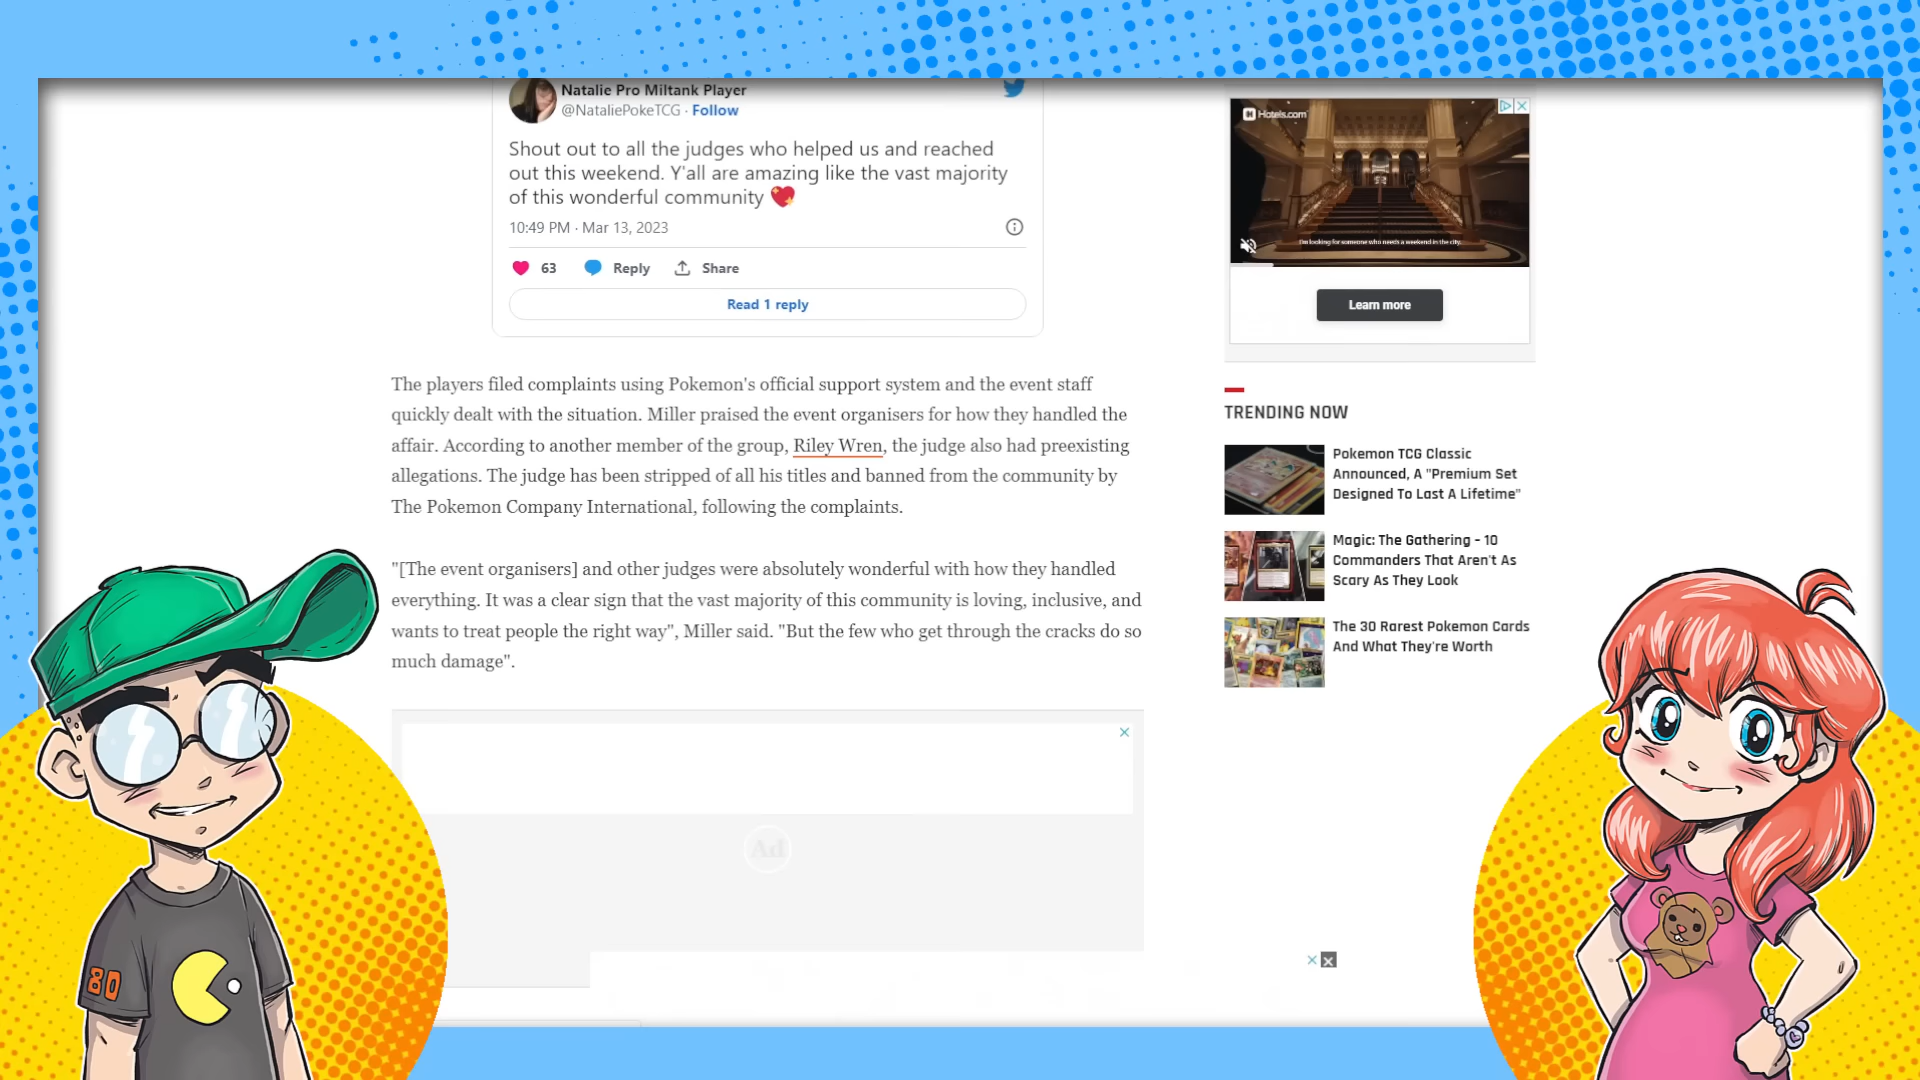 Natalie Pro Miltank Player
@NataliePokeTCG · Follow
Shout out to all the judges who helped us and reached
out this weekend. Y'all are amazing like the vast majority
of this wonderful community 💖
10:49 PM · Mar 13, 2023
63 Reply Share
Read 1 reply
The players filed complaints using Pokemon's official support system and the event staff
quickly dealt with the situation. Miller praised the event organisers for how they handled the
affair. According to another member of the group, Riley Wren, the judge also had preexisting
allegations. The judge has been stripped of all his titles and banned from the community by
The Pokemon Company International, following the complaints.
"[The event organisers] and other judges were absolutely wonderful with how they handled
everything. It was a clear sign that the vast majority of this community is loving, inclusive, and
wants to treat people the right way", Miller said. "But the few who get through the cracks do so
much damage".
Ad
Hotels.com
I'm looking for someone who needs a weekend in the city.
Learn more
TRENDING NOW
Pokemon TCG Classic
Announced, A "Premium Set
Designed To Last A Lifetime"
Magic: The Gathering - 10
Commanders That Aren't As
Scary As They Look
The 30 Rarest Pokemon Cards
And What They're Worth
80